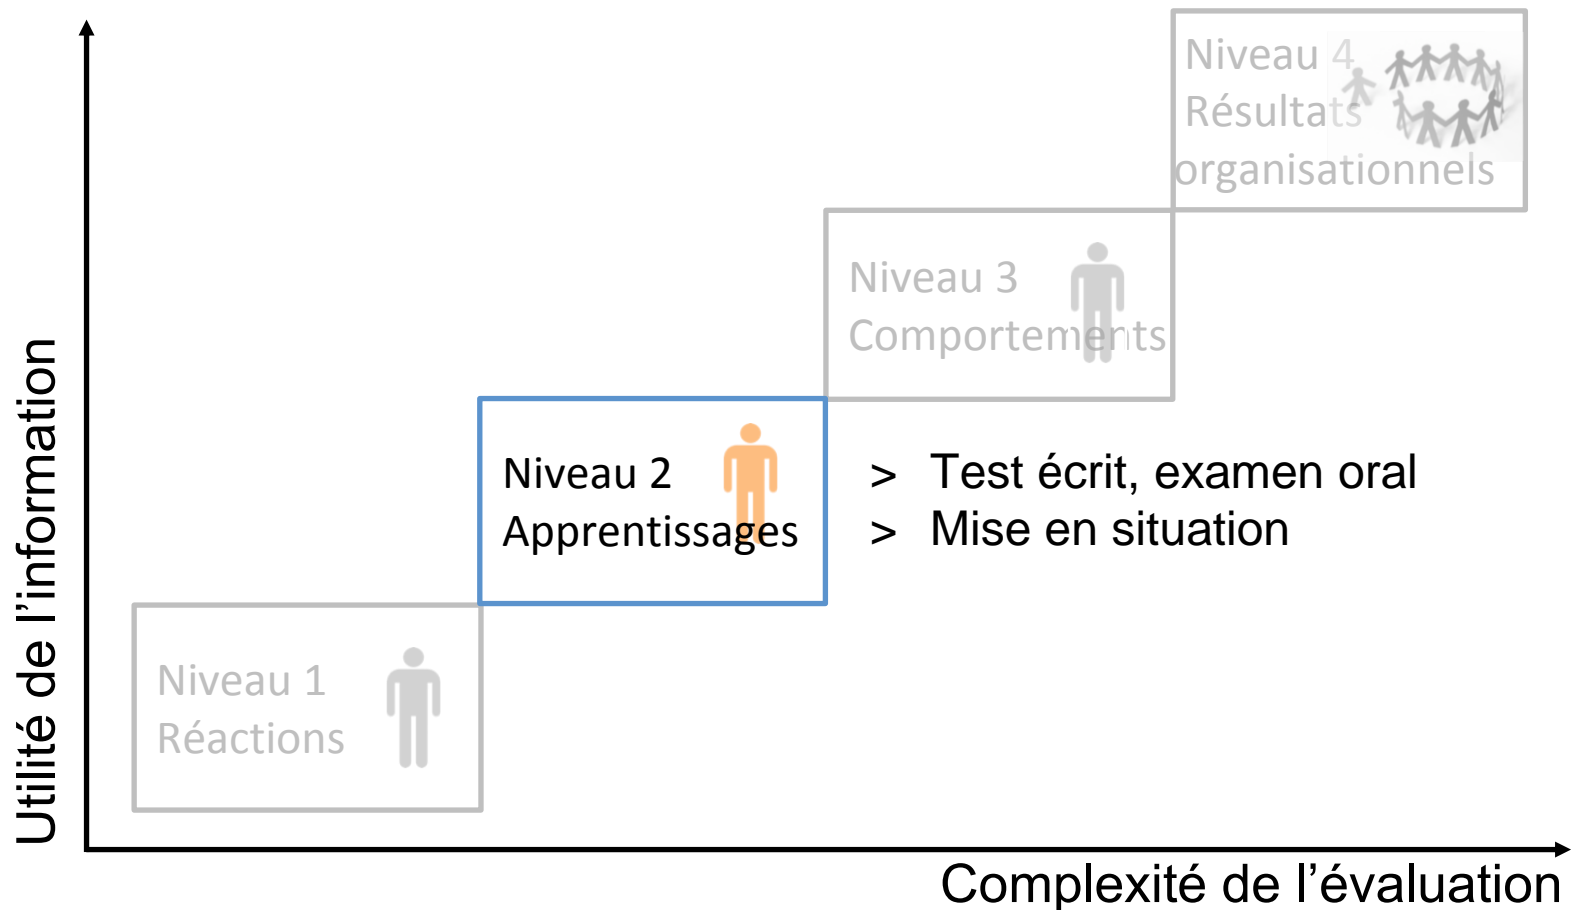 Niveau 4
Résultats
organisationnels
Niveau 3
Comportements
Niveau 2
Apprentissages
> Test écrit, examen oral
> Mise en situation
Niveau 1
Réactions
Utilité de l’information
Complexité de l’évaluation